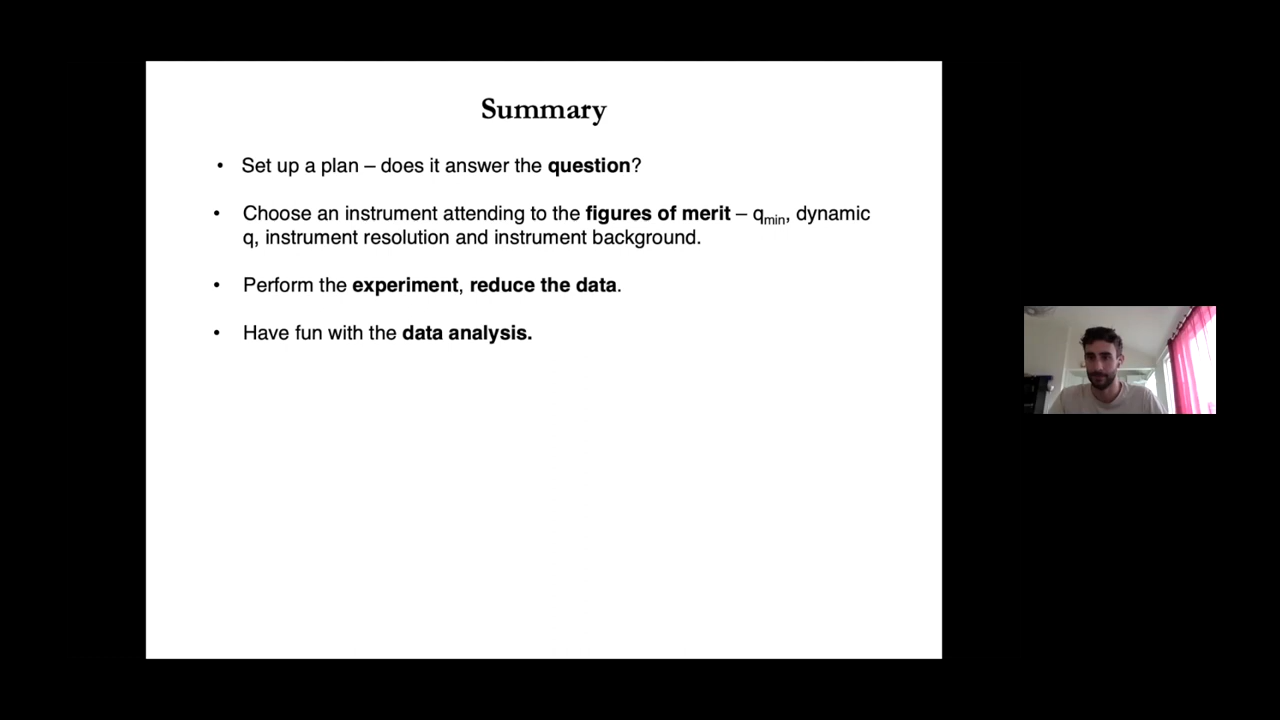 Summary
• Set up a plan – does it answer the question?
• Choose an instrument attending to the figures of merit – qmin, dynamic
q, instrument resolution and instrument background.
• Perform the experiment, reduce the data.
• Have fun with the data analysis.